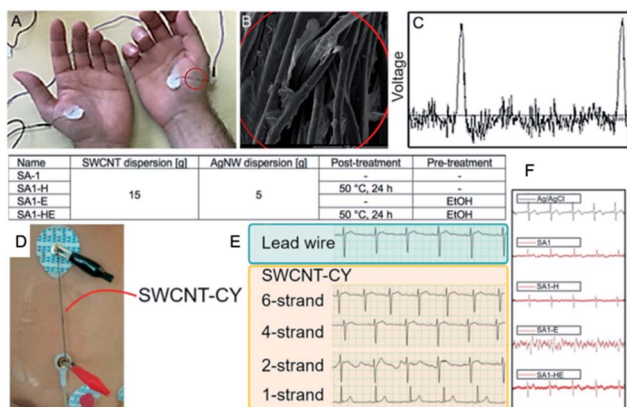 A
B
C
Voltage
Name SWCNT dispersion [g] AgNW dispersion [g] Post-treatment Pre-treatment
SA-1 15 5 - -
SA1-H 50 °C, 24 h -
SA1-E - EtOH
SA1-HE 50 °C, 24 h EtOH
D
SWCNT-CY
E
Lead wire
SWCNT-CY
6-strand
4-strand
2-strand
1-strand
F
Ag/AgCl
SA1
SA1-H
SA1-E
SA1-HE